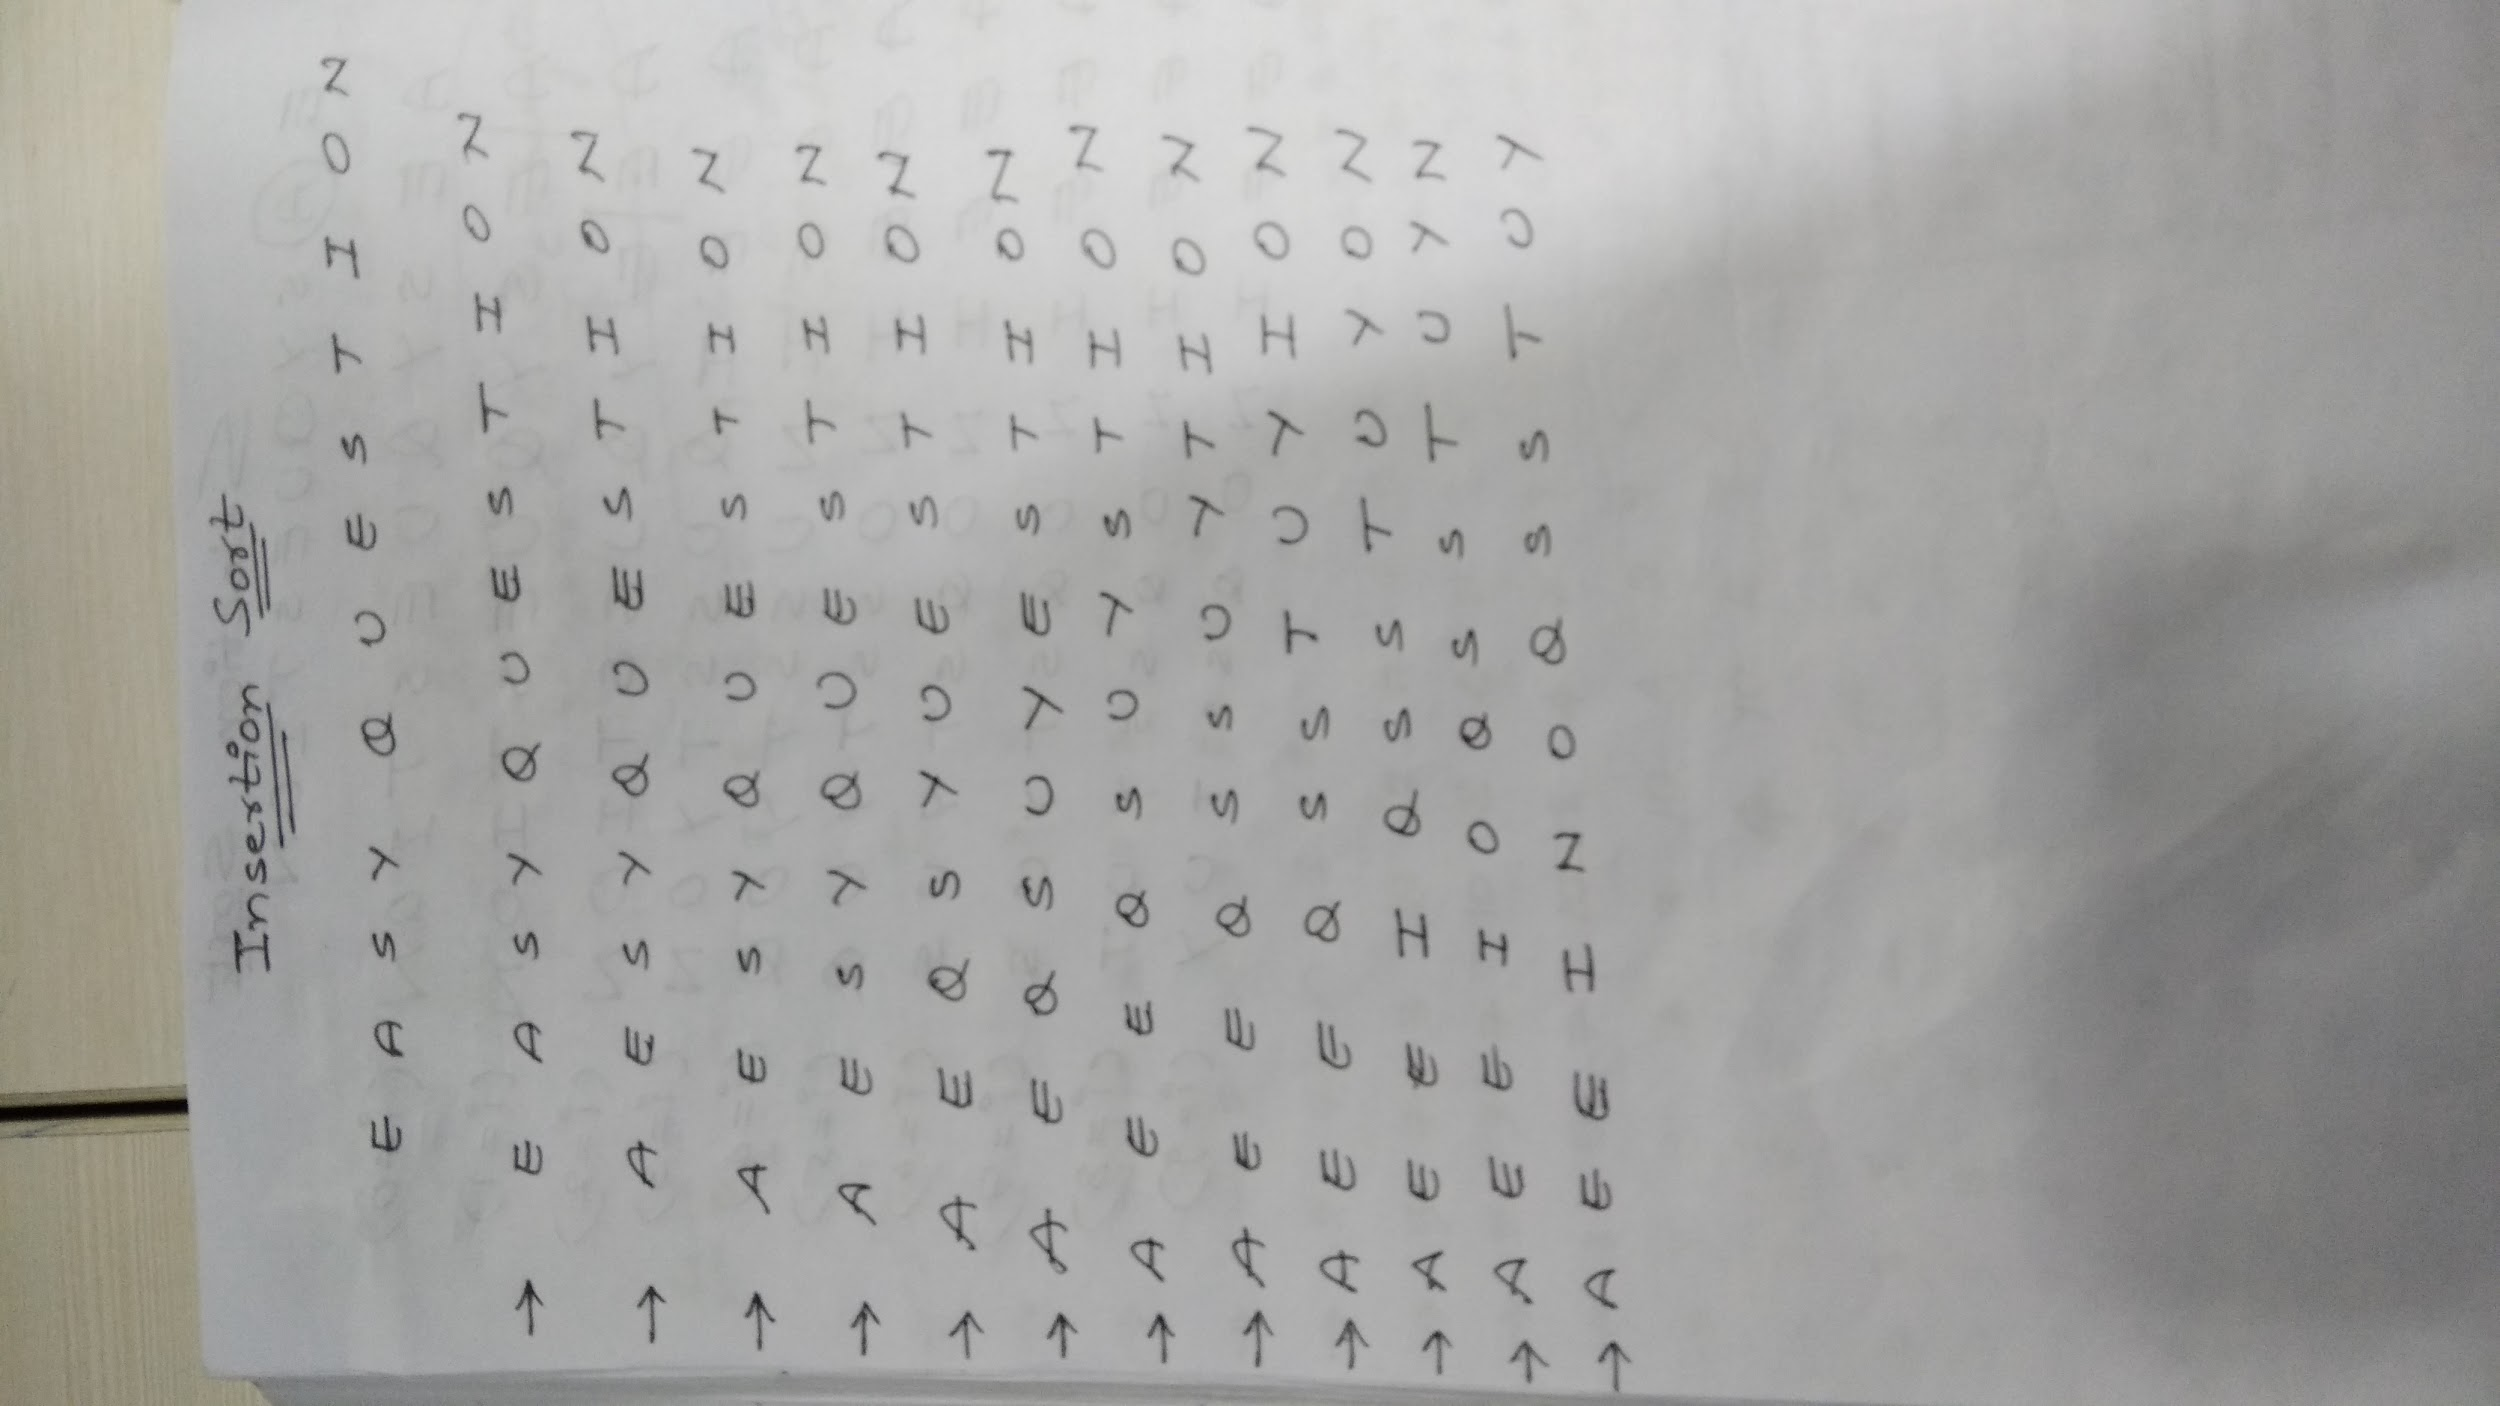 Insertion Sort
E A S Y Q U E S T I O N
→ E A S Y Q U E S T I O N
→ A E S Y Q U E S T I O N
→ A E S Y Q U E S T I O N
→ A E S Y Q U E S T I O N
→ A E Q S Y U E S T I O N
→ A E Q S U Y E S T I O N
→ A E E Q S U Y S T I O N
→ A E E Q S S U Y T I O N
→ A E E Q S S T U Y I O N
→ A E E I Q S S T U Y O N
→ A E E I O Q S S T U Y N
→ A E E I N O Q S S T U Y